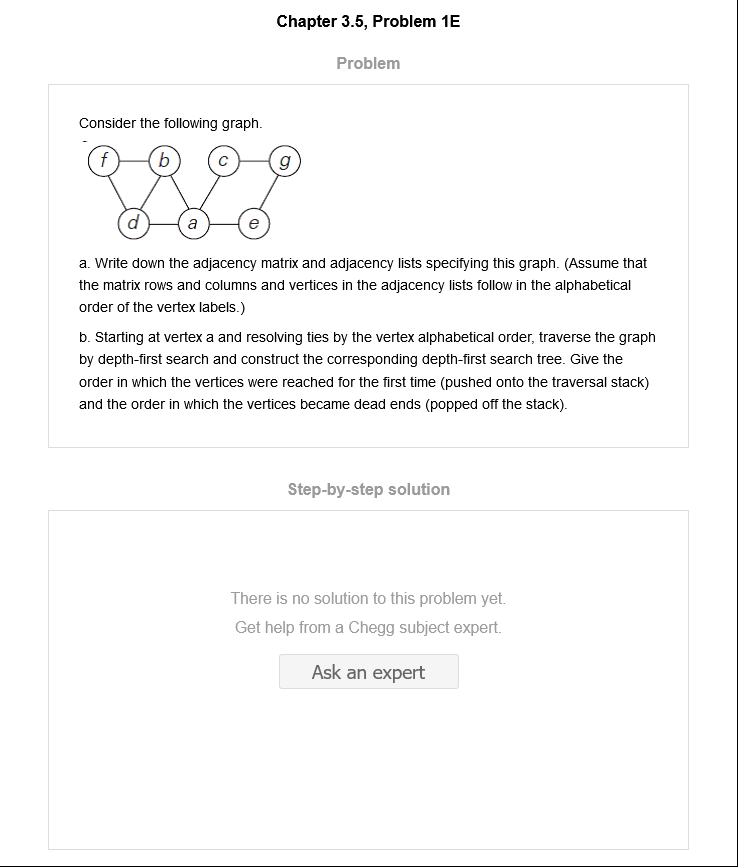 Chapter 3.5, Problem 1E
Problem
Consider the following graph.
f b c g
d a e
a. Write down the adjacency matrix and adjacency lists specifying this graph. (Assume that
the matrix rows and columns and vertices in the adjacency lists follow in the alphabetical
order of the vertex labels.)
b. Starting at vertex a and resolving ties by the vertex alphabetical order, traverse the graph
by depth-first search and construct the corresponding depth-first search tree. Give the
order in which the vertices were reached for the first time (pushed onto the traversal stack)
and the order in which the vertices became dead ends (popped off the stack).
Step-by-step solution
There is no solution to this problem yet.
Get help from a Chegg subject expert.
Ask an expert